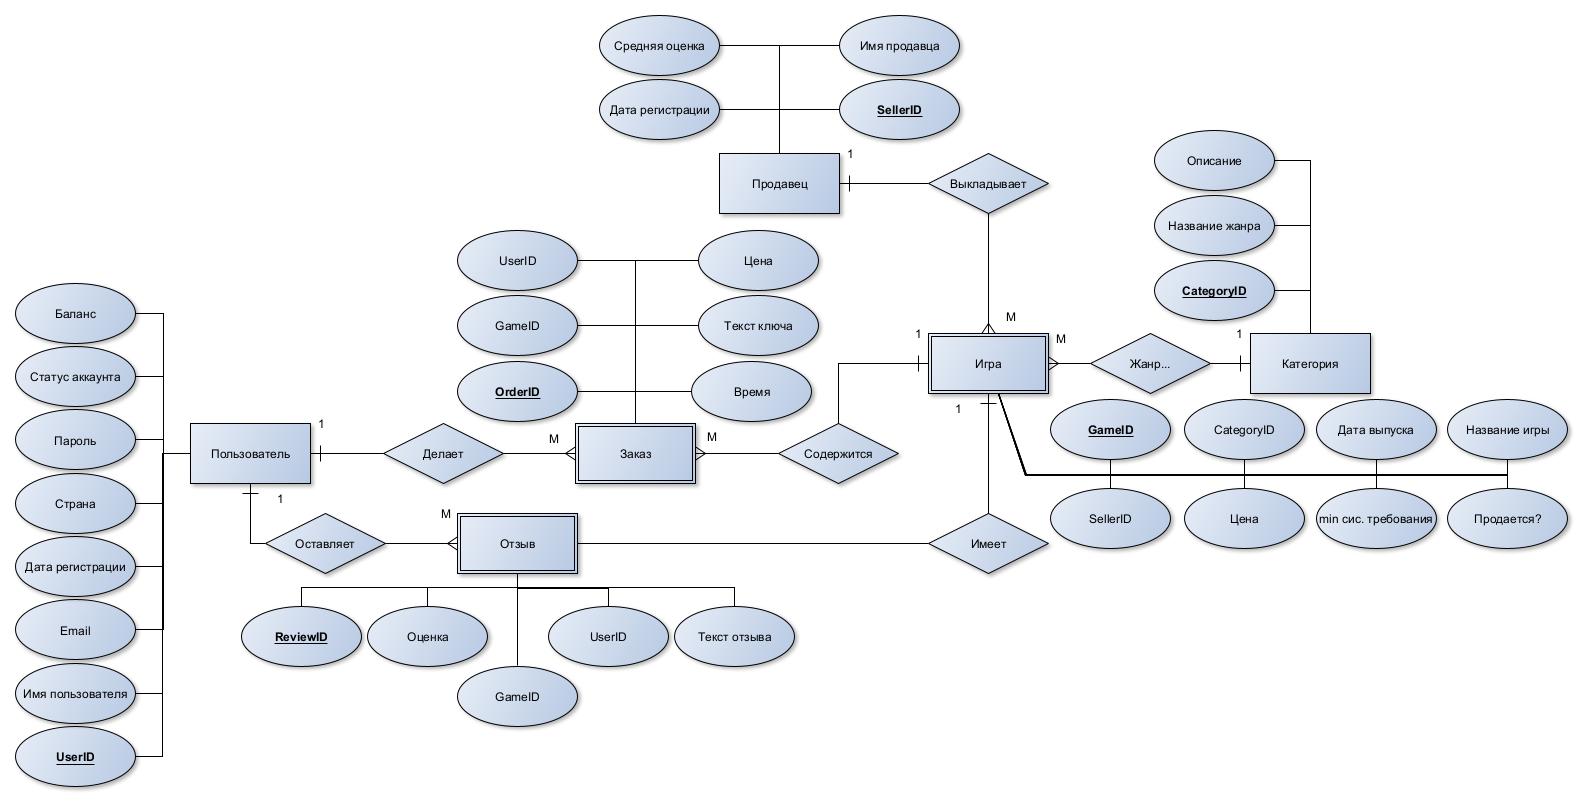 Средняя оценка
Имя продавца
Дата регистрации
SellerID
Продавец
1
Выкладывает
Описание
Название жанра
CategoryID
UserID
Цена
GameID
Текст ключа
OrderID
Время
M
1
Игра
M
Жанр...
1
Категория
1
Баланс
Статус аккаунта
Пароль
Страна
Дата регистрации
Email
Имя пользователя
UserID
Пользователь
1
Делает
M
Заказ
M
Содержится
1
Оставляет
M
Отзыв
Имеет
GameID
CategoryID
Дата выпуска
Название игры
SellerID
Цена
min сис. требования
Продается?
ReviewID
Оценка
UserID
Текст отзыва
GameID